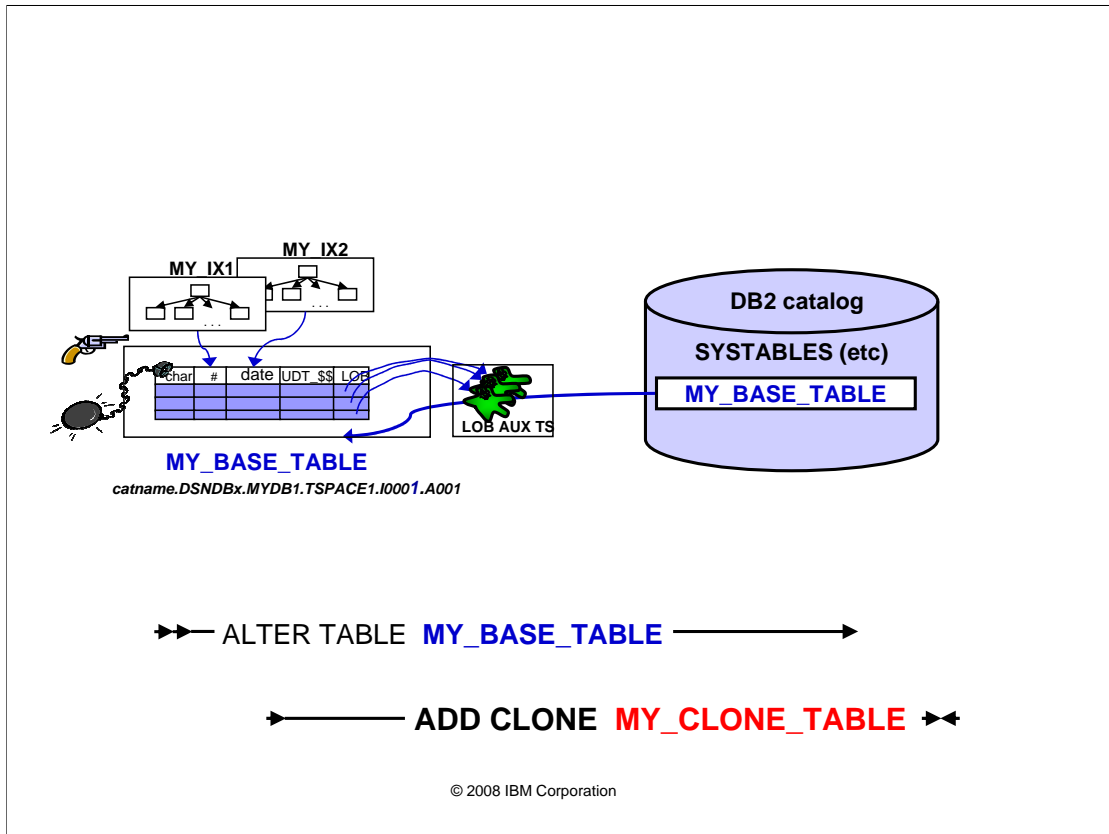 MY_IX2
MY_IX1
. . .
. . .
char # date UDT_$$ LOB
LOB AUX TS
MY_BASE_TABLE
catname.DSNDBx.MYDB1.TSPACE1.I0001.A001
DB2 catalog
SYSTABLES (etc)
MY_BASE_TABLE
ALTER TABLE MY_BASE_TABLE
ADD CLONE MY_CLONE_TABLE
© 2008 IBM Corporation